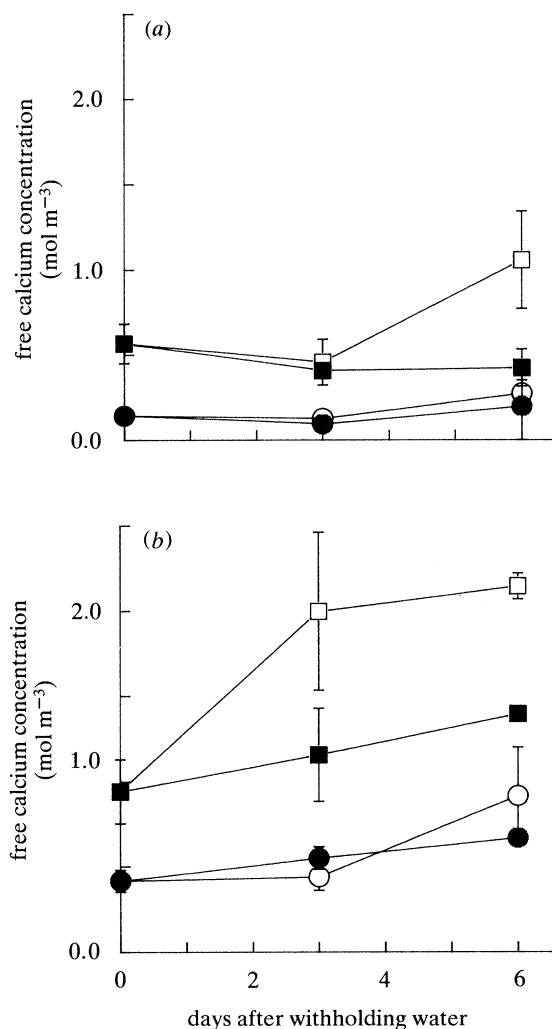 (a)
free calcium concentration
(mol m⁻³)
2.0
1.0
0.0
(b)
free calcium concentration
(mol m⁻³)
2.0
1.0
0.0
0 2 4 6
days after withholding water